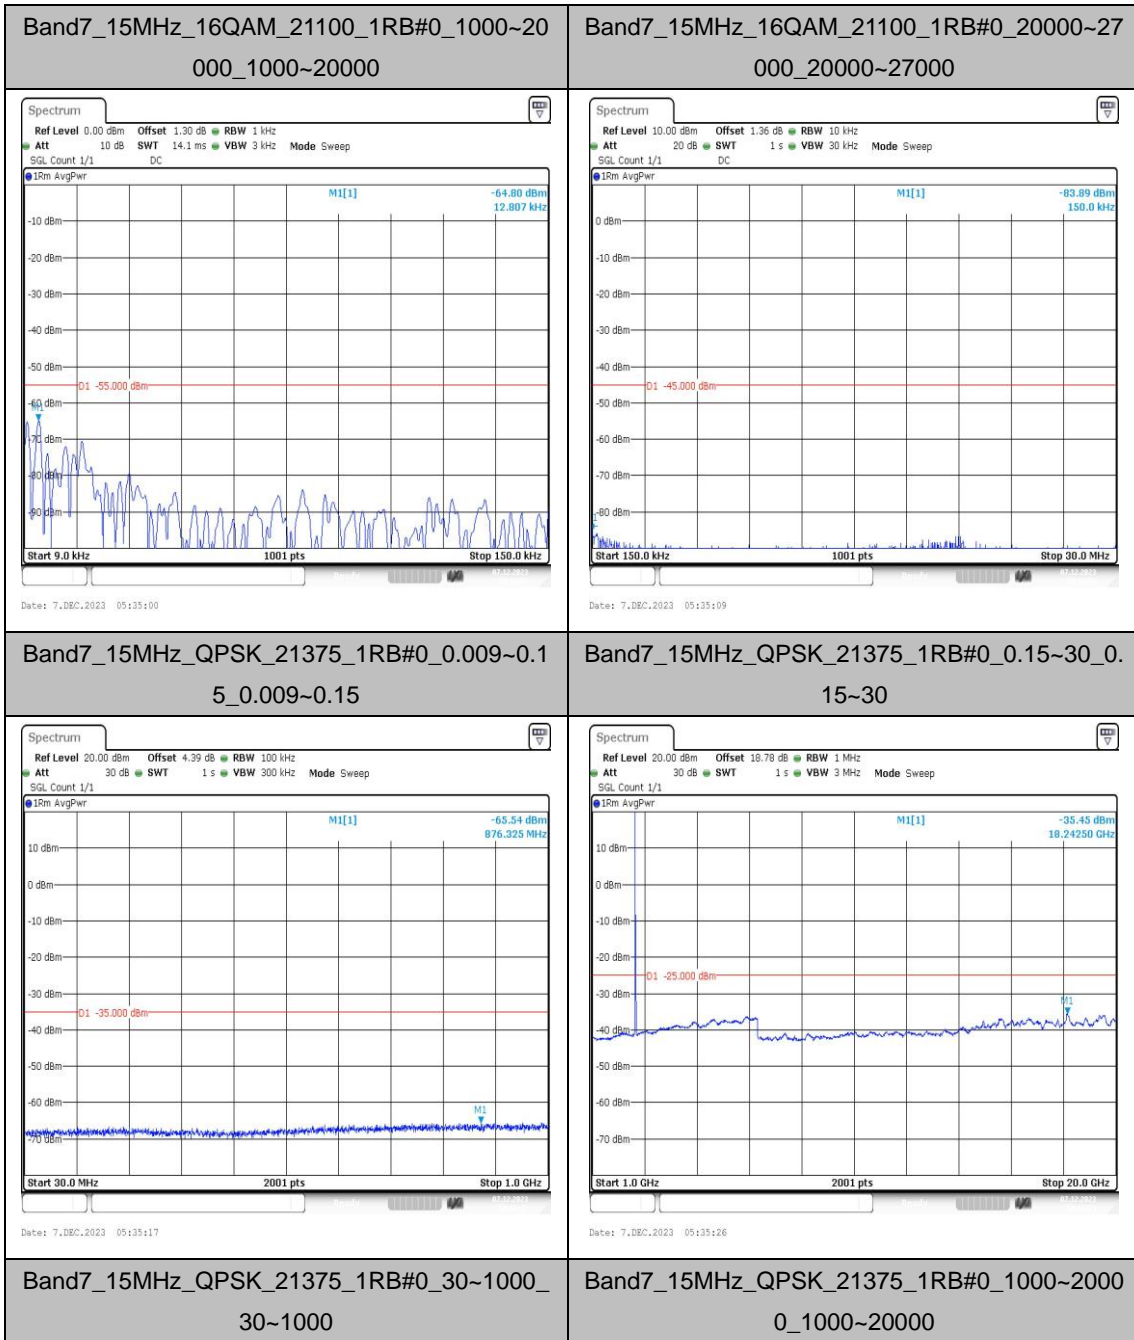 Band7_15MHz_16QAM_21100_1RB#0_1000~20
000_1000~20000
Band7_15MHz_16QAM_21100_1RB#0_20000~27
000_20000~27000
Spectrum
Ref Level 0.00 dBm Offset 1.30 dB RBW 1 kHz
Att 10 dB SWT 14.1 ms VBW 3 kHz Mode Sweep
SGL Count 1/1 DC
1Rm AvgPwr
M1[1] -64.80 dBm
12.807 kHz
-10 dBm
-20 dBm
-30 dBm
-40 dBm
-50 dBm
D1 -55.000 dBm
-60 dBm
M1
-70 dBm
-80 dBm
-90 dBm
Start 9.0 kHz 1001 pts Stop 150.0 kHz
Date: 7.DEC.2023 05:35:00
Spectrum
Ref Level 10.00 dBm Offset 1.36 dB RBW 10 kHz
Att 20 dB SWT 1 s VBW 30 kHz Mode Sweep
SGL Count 1/1 DC
1Rm AvgPwr
M1[1] -83.89 dBm
150.0 kHz
0 dBm
-10 dBm
-20 dBm
-30 dBm
-40 dBm
D1 -45.000 dBm
-50 dBm
-60 dBm
-70 dBm
-80 dBm
Start 150.0 kHz 1001 pts Stop 30.0 MHz
Date: 7.DEC.2023 05:35:09
Band7_15MHz_QPSK_21375_1RB#0_0.009~0.1
5_0.009~0.15
Band7_15MHz_QPSK_21375_1RB#0_0.15~30_0.
15~30
Spectrum
Ref Level 20.00 dBm Offset 4.39 dB RBW 100 kHz
Att 30 dB SWT 1 s VBW 300 kHz Mode Sweep
SGL Count 1/1
1Rm AvgPwr
M1[1] -65.54 dBm
876.325 MHz
10 dBm
0 dBm
-10 dBm
-20 dBm
-30 dBm
D1 -35.000 dBm
-40 dBm
-50 dBm
-60 dBm
M1
-70 dBm
Start 30.0 MHz 2001 pts Stop 1.0 GHz
Date: 7.DEC.2023 05:35:17
Spectrum
Ref Level 20.00 dBm Offset 18.78 dB RBW 1 MHz
Att 30 dB SWT 1 s VBW 3 MHz Mode Sweep
SGL Count 1/1
1Rm AvgPwr
M1[1] -35.45 dBm
18.24250 GHz
10 dBm
0 dBm
-10 dBm
-20 dBm
D1 -25.000 dBm
-30 dBm
M1
-40 dBm
-50 dBm
-60 dBm
-70 dBm
Start 1.0 GHz 2001 pts Stop 20.0 GHz
Date: 7.DEC.2023 05:35:26
Band7_15MHz_QPSK_21375_1RB#0_30~1000_
30~1000
Band7_15MHz_QPSK_21375_1RB#0_1000~2000
0_1000~20000